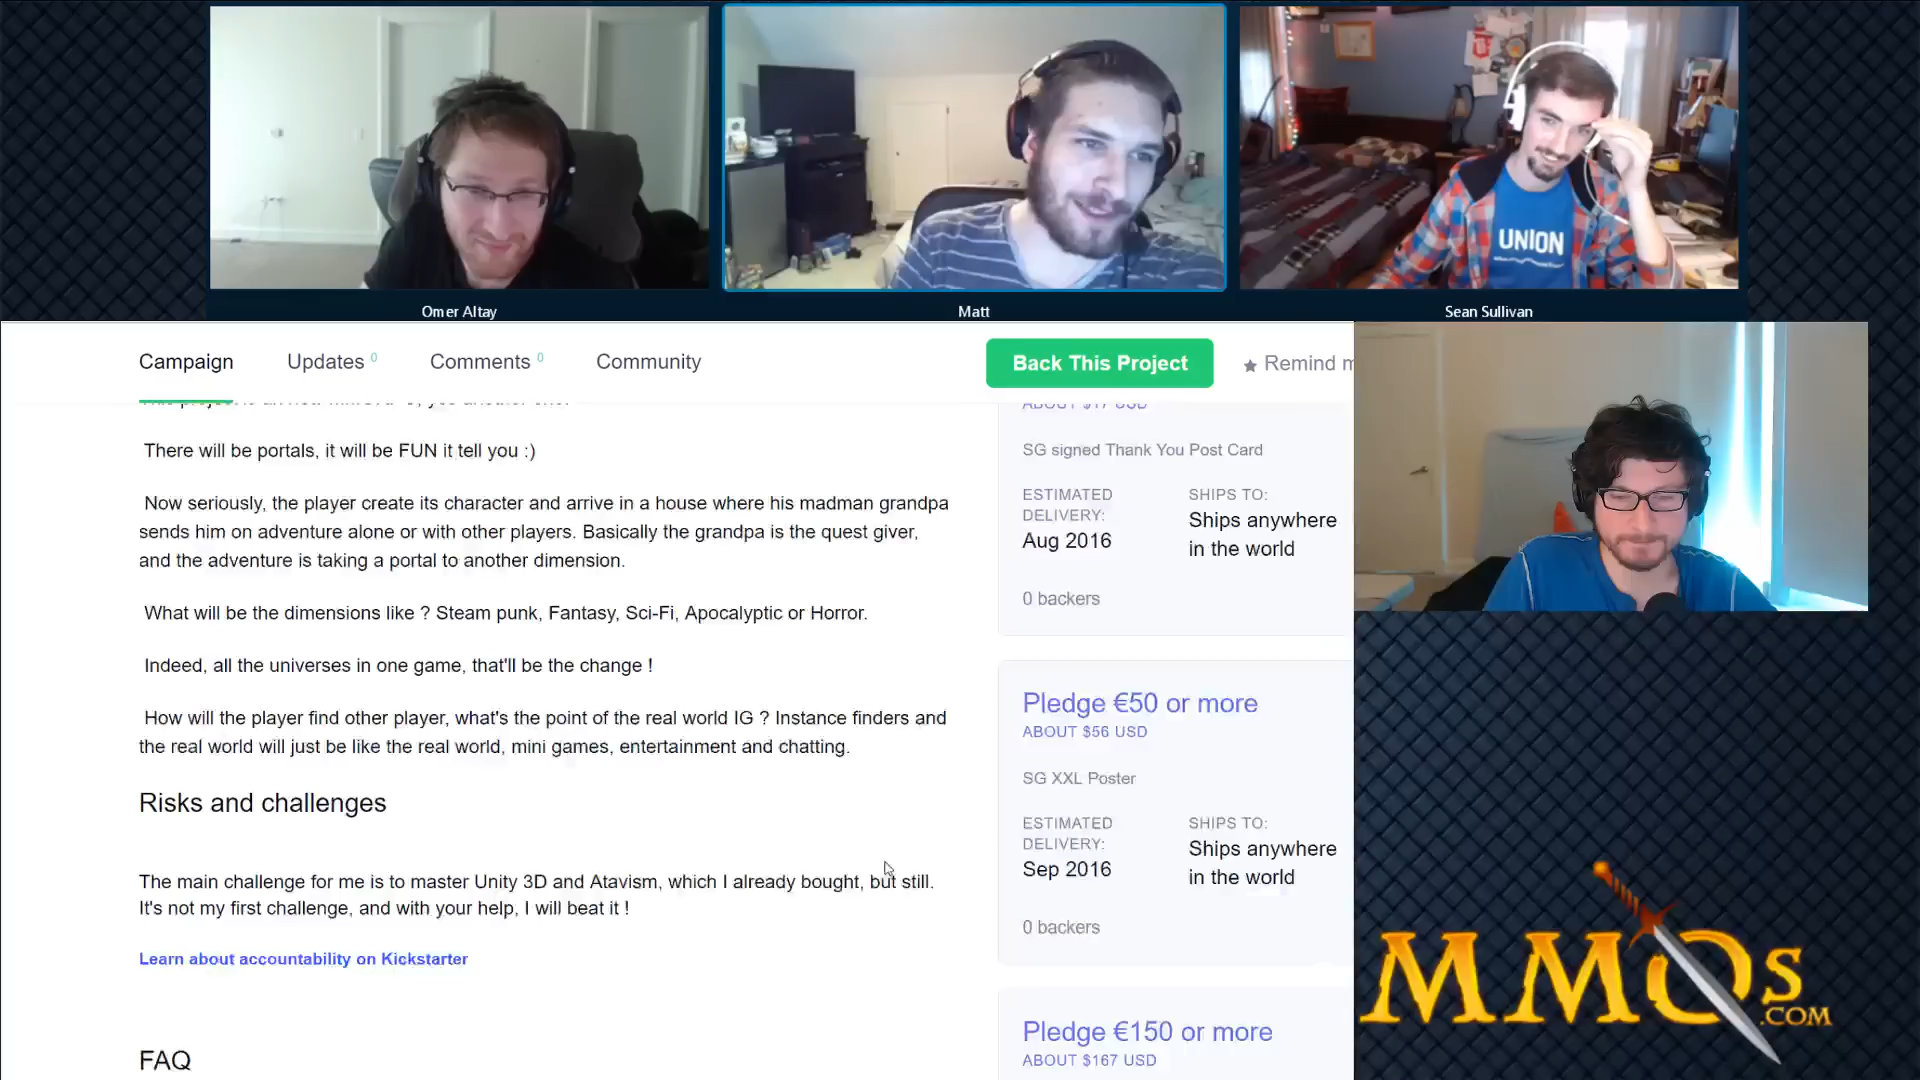 Omer Altay
Matt
Sean Sullivan
UNION
Campaign
Updates 0
Comments 0
Community
Back This Project
Remind m
There will be portals, it will be FUN it tell you :)
Now seriously, the player create its character and arrive in a house where his madman grandpa
sends him on adventure alone or with other players. Basically the grandpa is the quest giver,
and the adventure is taking a portal to another dimension.
What will be the dimensions like ? Steam punk, Fantasy, Sci-Fi, Apocalyptic or Horror.
Indeed, all the universes in one game, that'll be the change !
How will the player find other player, what's the point of the real world IG ? Instance finders and
the real world will just be like the real world, mini games, entertainment and chatting.
Risks and challenges
The main challenge for me is to master Unity 3D and Atavism, which I already bought, but still.
It's not my first challenge, and with your help, I will beat it !
Learn about accountability on Kickstarter
FAQ
ABOUT $17 USD
SG signed Thank You Post Card
ESTIMATED
DELIVERY:
Aug 2016
SHIPS TO:
Ships anywhere
in the world
0 backers
Pledge €50 or more
ABOUT $56 USD
SG XXL Poster
ESTIMATED
DELIVERY:
Sep 2016
SHIPS TO:
Ships anywhere
in the world
0 backers
Pledge €150 or more
ABOUT $167 USD
MMOs
.COM